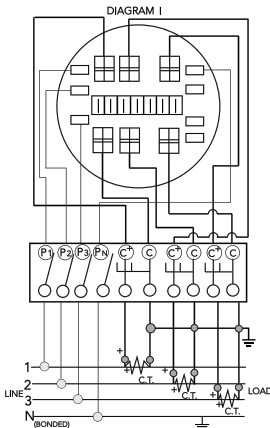 DIAGRAM I
P1 P2 P3 PN C+ C C+ C C+ C
+
1
C.T.
+
2
LINE
C.T.
LOAD
+
3
N
C.T.
(BONDED)